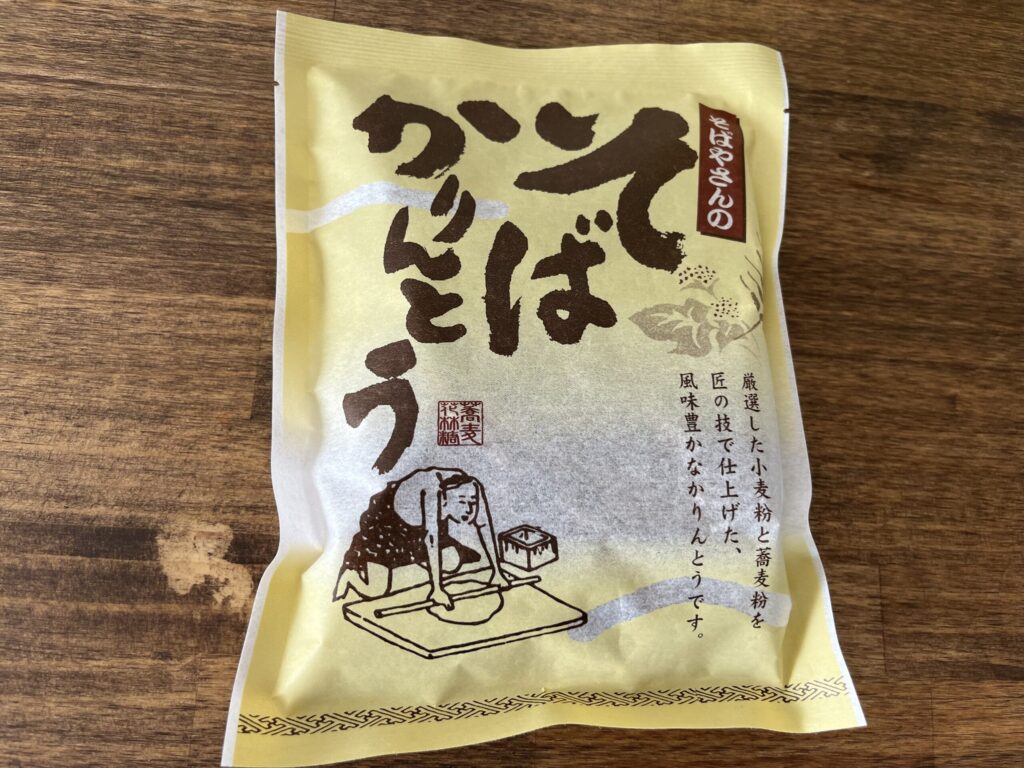 そばやさんの
そば
かりんとう
蕎麦
花林糖
厳選した小麦粉と蕎麦粉を
匠の技で仕上げた、
風味豊かなかりんとうです。